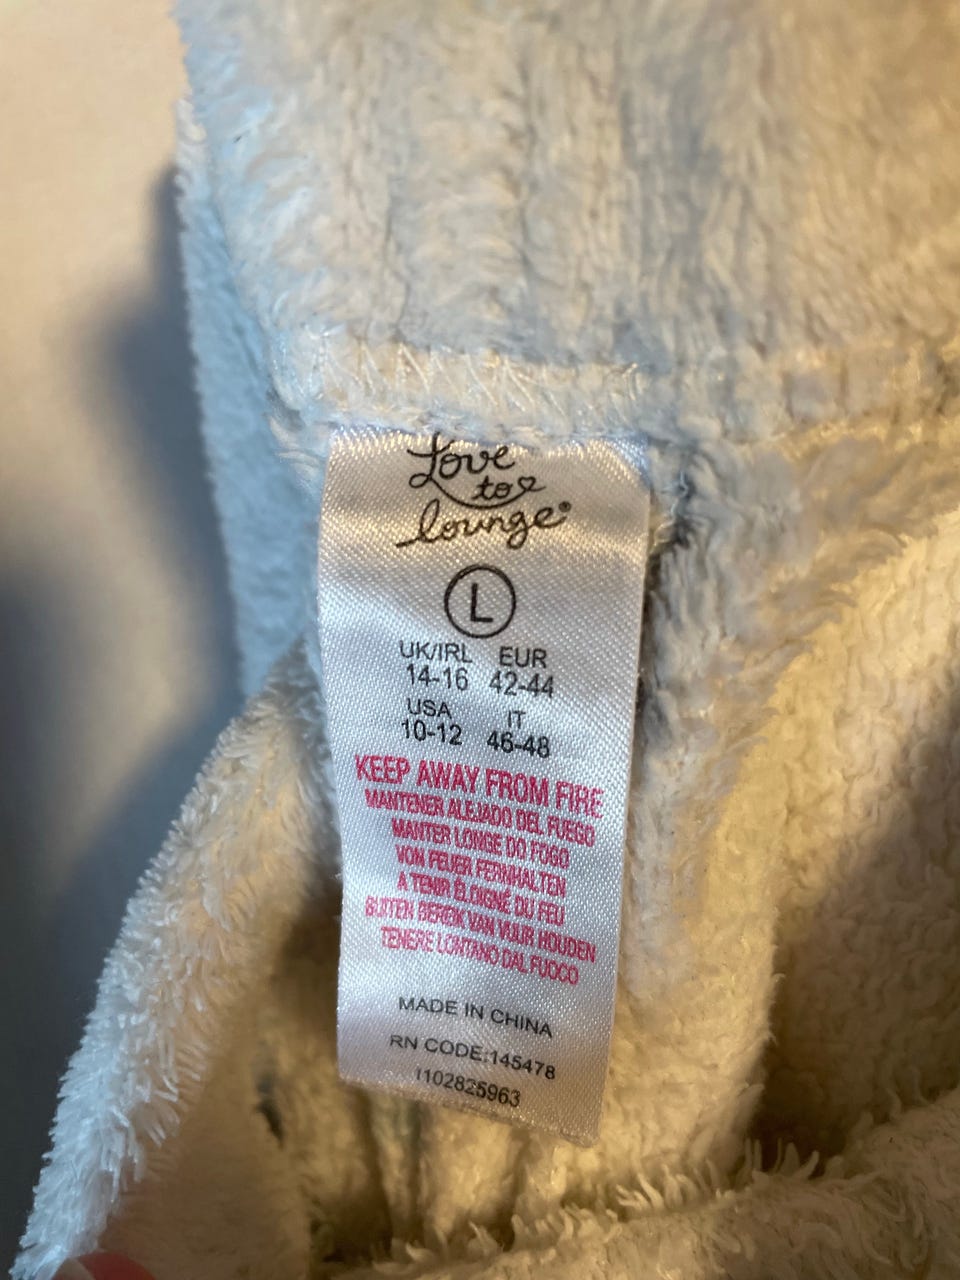 Love
to
lounge®
L
UK/IRL EUR
14-16 42-44
USA IT
10-12 46-48
KEEP AWAY FROM FIRE
MANTENER ALEJADO DEL FUEGO
MANTER LONGE DO FOGO
VON FEUER FERNHALTEN
A TENIR ÉLOIGNÉ DU FEU
BUITEN BEREIK VAN VUUR HOUDEN
TENERE LONTANO DAL FUOCO
MADE IN CHINA
RN CODE:145478
I102825963